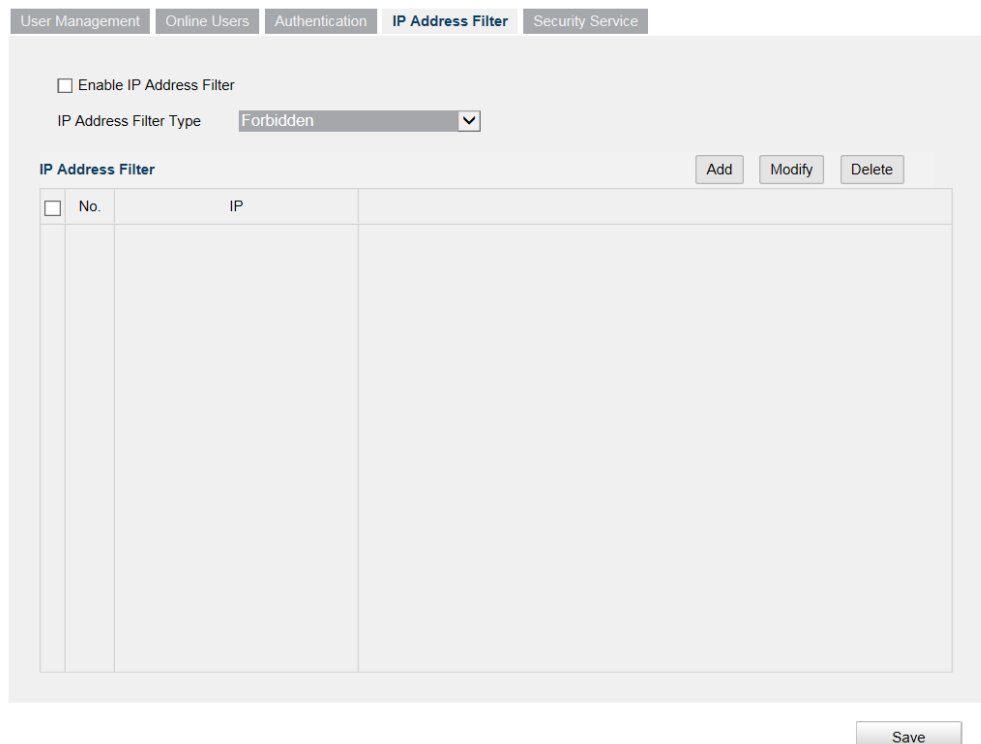 User Management Online Users Authentication IP Address Filter Security Service
Enable IP Address Filter
IP Address Filter Type Forbidden
IP Address Filter Add Modify Delete
No. IP
Save